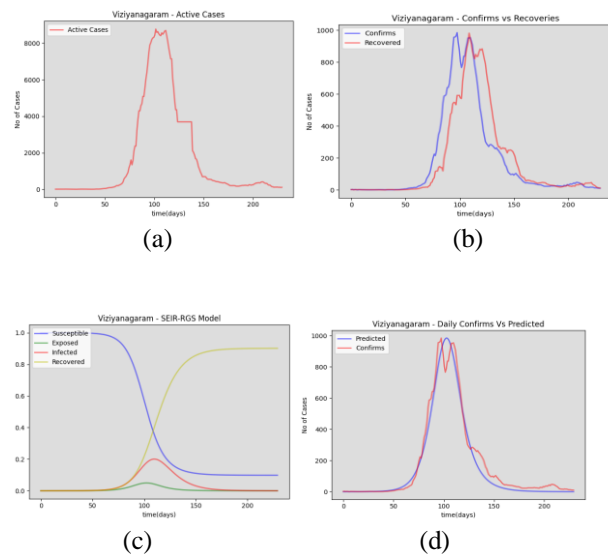 Viziyanagaram - Active Cases
Active Cases
8000
6000
4000
2000
0
No of Cases
0 50 100 150 200
time(days)
(a)
Viziyanagaram - Confirms vs Recoveries
Confirms
Recovered
1000
800
600
400
200
0
No of Cases
0 50 100 150 200
time(days)
(b)
Viziyanagaram - SEIR-RGS Model
Susceptible
Exposed
Infected
Recovered
1.0
0.8
0.6
0.4
0.2
0.0
0 50 100 150 200
time(days)
(c)
Viziyanagaram - Daily Confirms Vs Predicted
Predicted
Confirms
1000
800
600
400
200
0
No of Cases
0 50 100 150 200
time(days)
(d)